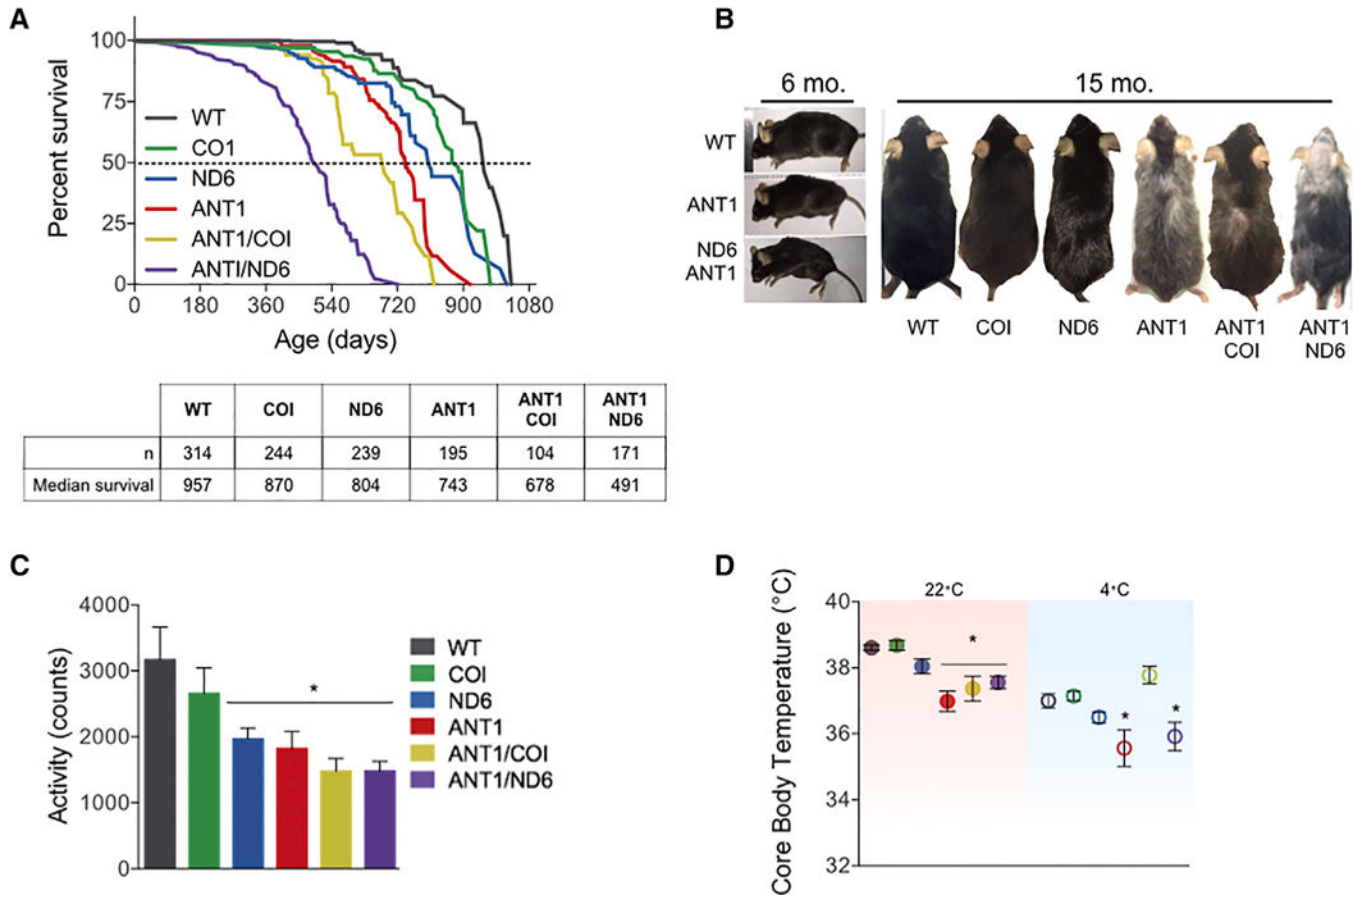 A
Percent survival
100
75
50
25
0
WT
CO1
ND6
ANT1
ANT1/COI
ANTI/ND6
0 180 360 540 720 900 1080
Age (days)
WT COI ND6 ANT1 ANT1 COI ANT1 ND6
n 314 244 239 195 104 171
Median survival 957 870 804 743 678 491
B
6 mo.
15 mo.
WT
ANT1
ND6
ANT1
WT COI ND6 ANT1 ANT1 ANT1
COI ND6
C
Activity (counts)
4000
3000
2000
1000
0
*
WT
COI
ND6
ANT1
ANT1/COI
ANT1/ND6
D
Core Body Temperature (°C)
22°C 4°C
40
38
36
34
32
*
*
*